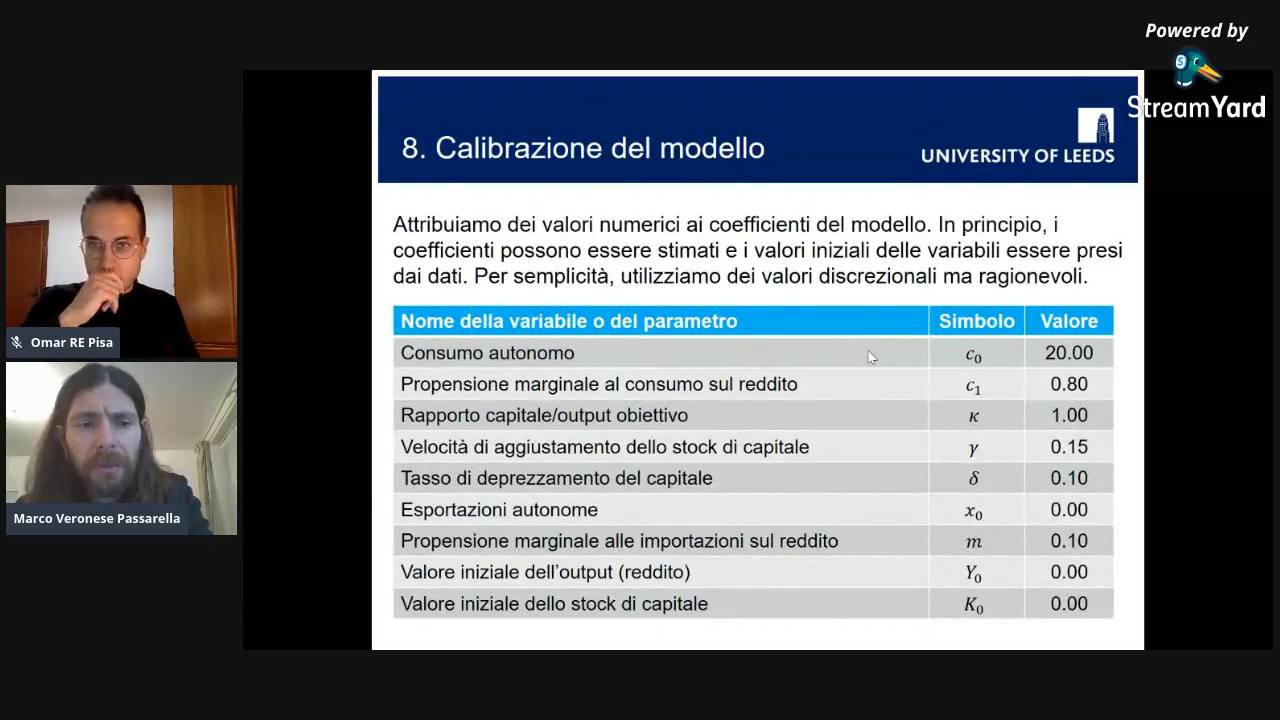 Powered by
StreamYard
8. Calibrazione del modello
UNIVERSITY OF LEEDS
Attribuiamo dei valori numerici ai coefficienti del modello. In principio, i
coefficienti possono essere stimati e i valori iniziali delle variabili essere presi
dai dati. Per semplicità, utilizziamo dei valori discrezionali ma ragionevoli.
Nome della variabile o del parametro Simbolo Valore
Consumo autonomo c₀ 20.00
Propensione marginale al consumo sul reddito c₁ 0.80
Rapporto capitale/output obiettivo κ 1.00
Velocità di aggiustamento dello stock di capitale γ 0.15
Tasso di deprezzamento del capitale δ 0.10
Esportazioni autonome x₀ 0.00
Propensione marginale alle importazioni sul reddito m 0.10
Valore iniziale dell'output (reddito) Y₀ 0.00
Valore iniziale dello stock di capitale K₀ 0.00
Omar RE Pisa
Marco Veronese Passarella